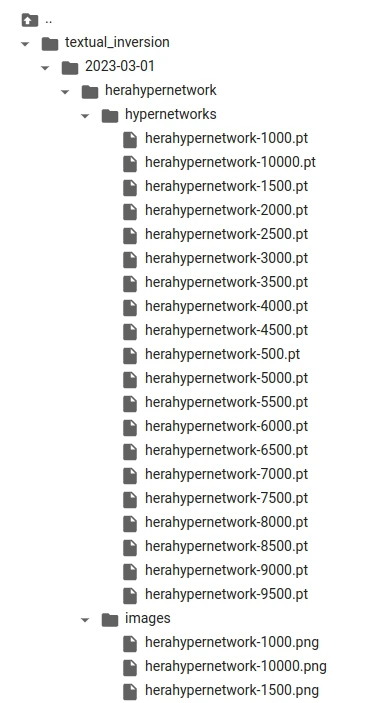 ..
textual_inversion
2023-03-01
herahypernetwork
hypernetworks
herahypernetwork-1000.pt
herahypernetwork-10000.pt
herahypernetwork-1500.pt
herahypernetwork-2000.pt
herahypernetwork-2500.pt
herahypernetwork-3000.pt
herahypernetwork-3500.pt
herahypernetwork-4000.pt
herahypernetwork-4500.pt
herahypernetwork-500.pt
herahypernetwork-5000.pt
herahypernetwork-5500.pt
herahypernetwork-6000.pt
herahypernetwork-6500.pt
herahypernetwork-7000.pt
herahypernetwork-7500.pt
herahypernetwork-8000.pt
herahypernetwork-8500.pt
herahypernetwork-9000.pt
herahypernetwork-9500.pt
images
herahypernetwork-1000.png
herahypernetwork-10000.png
herahypernetwork-1500.png